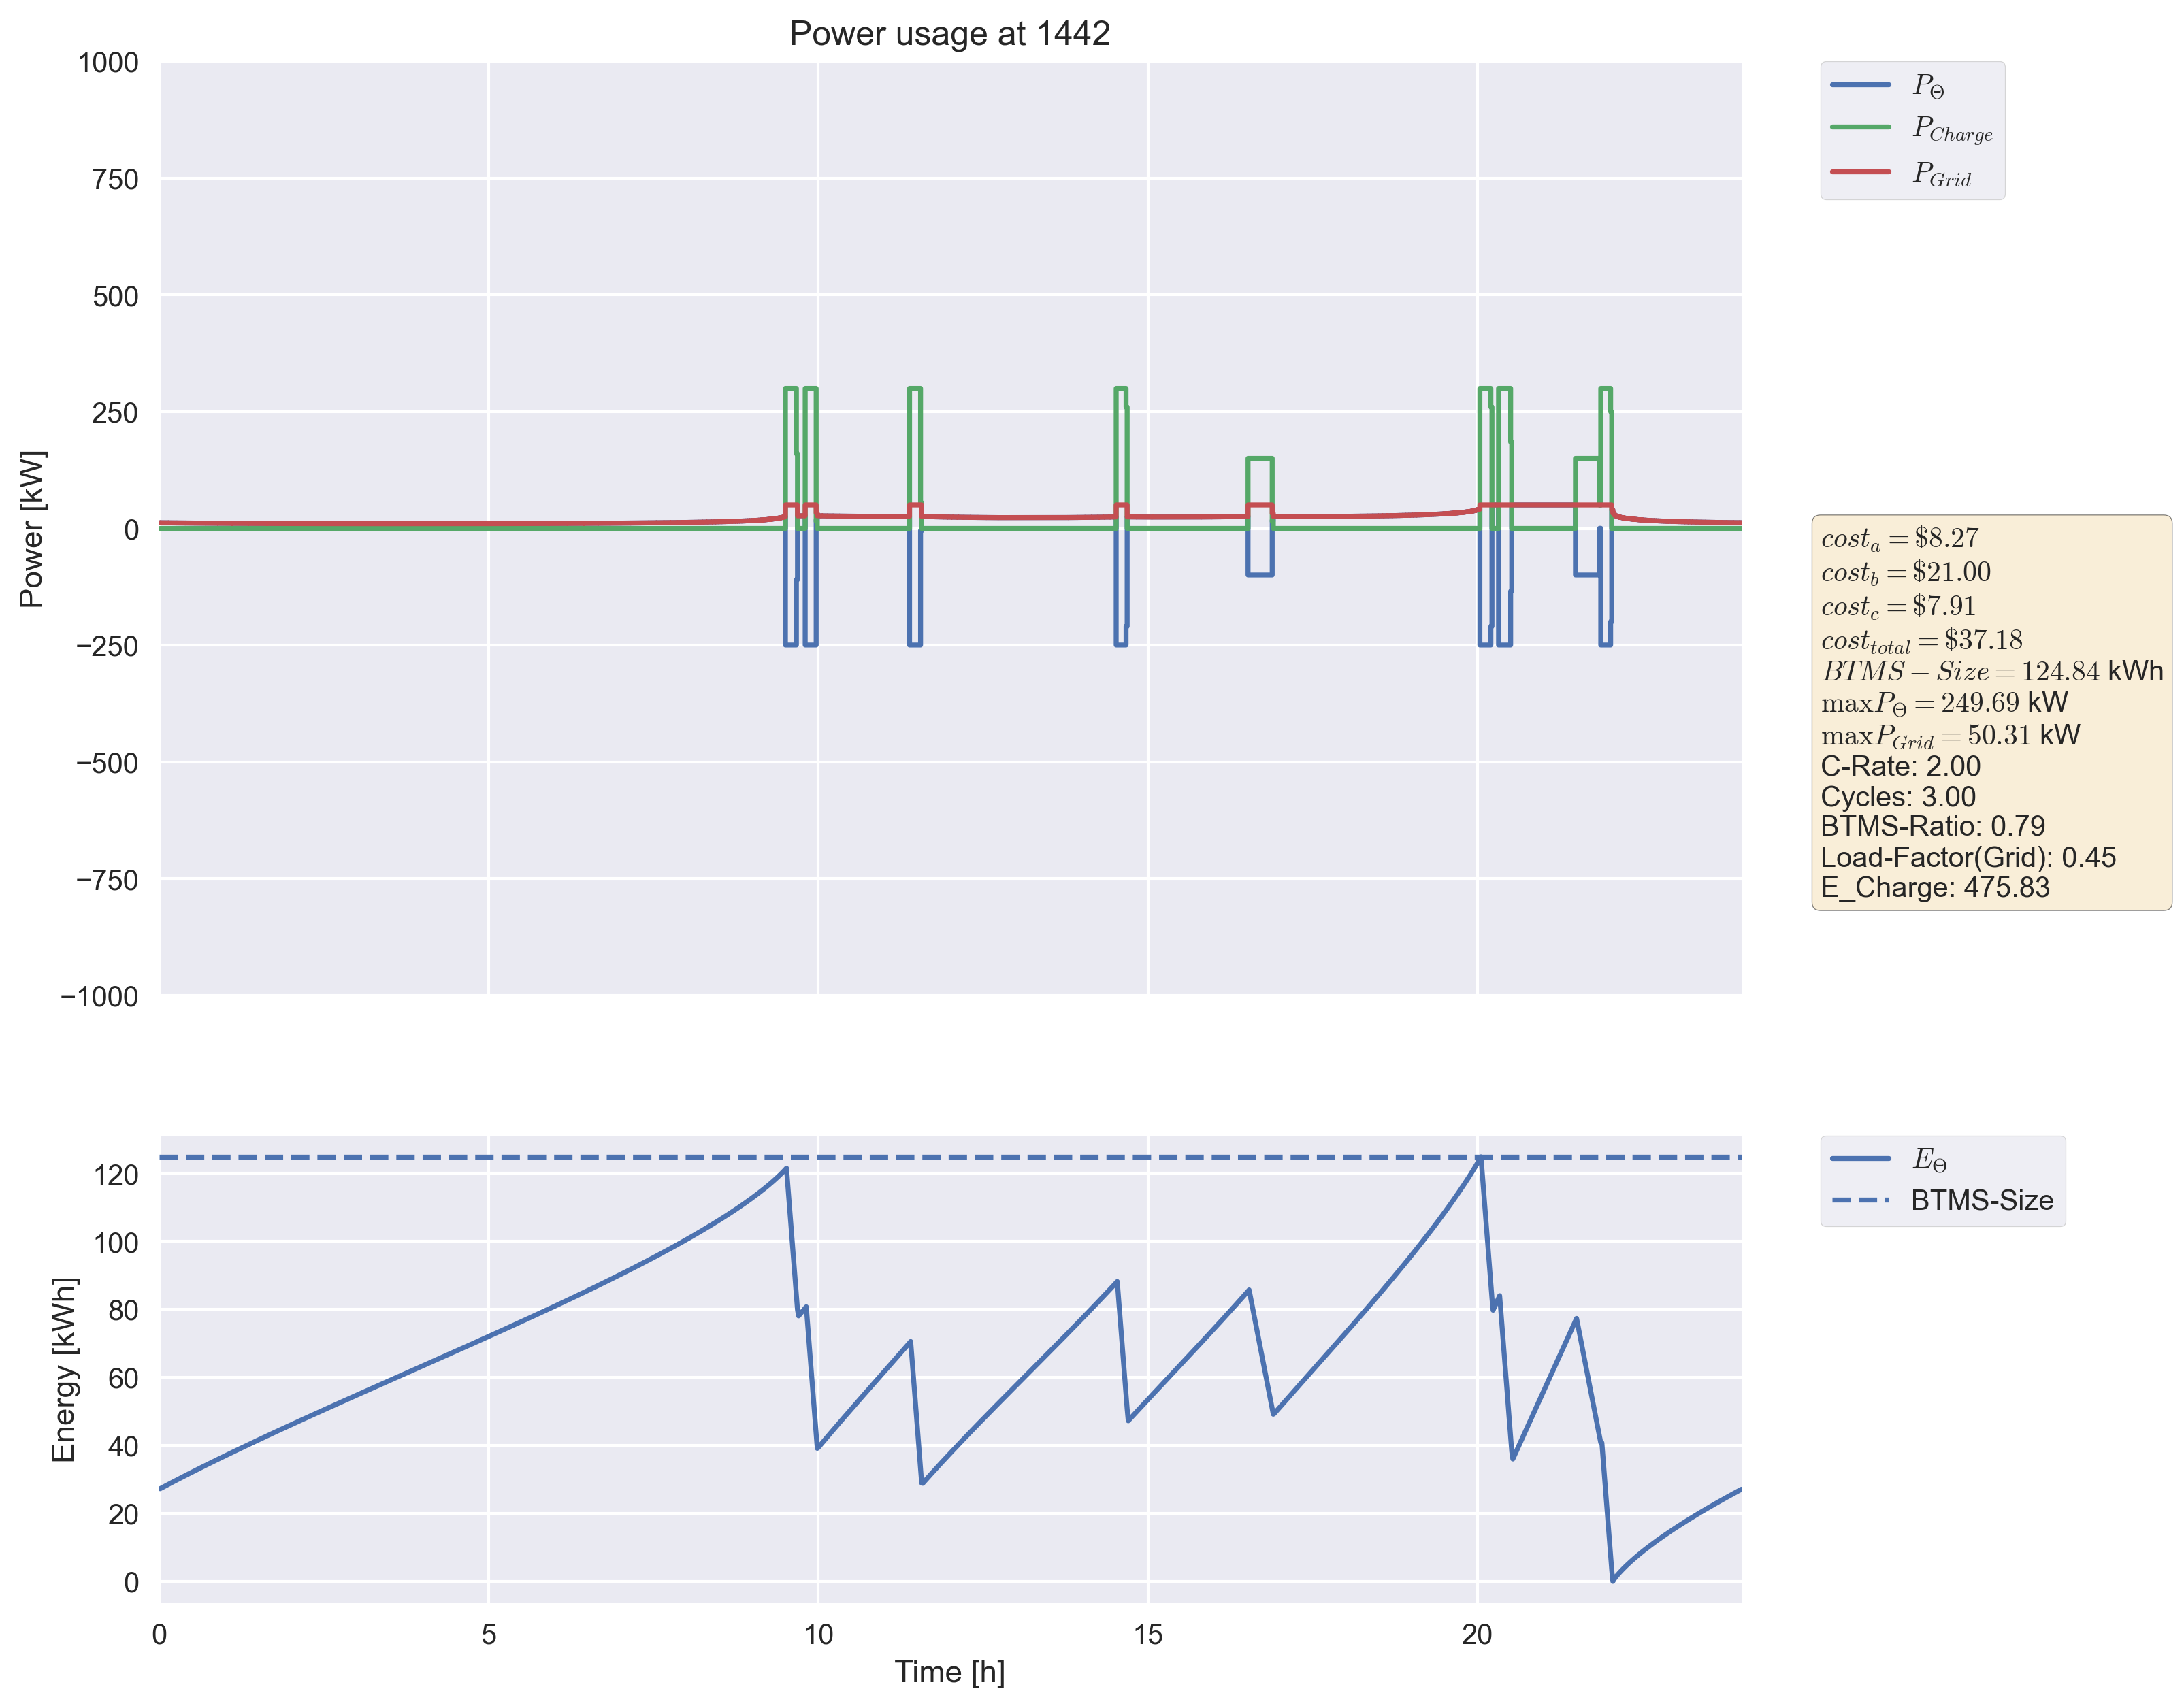 Power usage at 1442
1000
750
500
250
0
−250
−500
−750
−1000
Power [kW]
P_Θ
P_Charge
P_Grid
cost_a = $8.27
cost_b = $21.00
cost_c = $7.91
cost_total = $37.18
BTMS − Size = 124.84 kWh
maxP_Θ = 249.69 kW
maxP_Grid = 50.31 kW
C-Rate: 2.00
Cycles: 3.00
BTMS-Ratio: 0.79
Load-Factor(Grid): 0.45
E_Charge: 475.83
120
100
80
60
40
20
0
Energy [kWh]
E_Θ
BTMS-Size
0 5 10 15 20
Time [h]